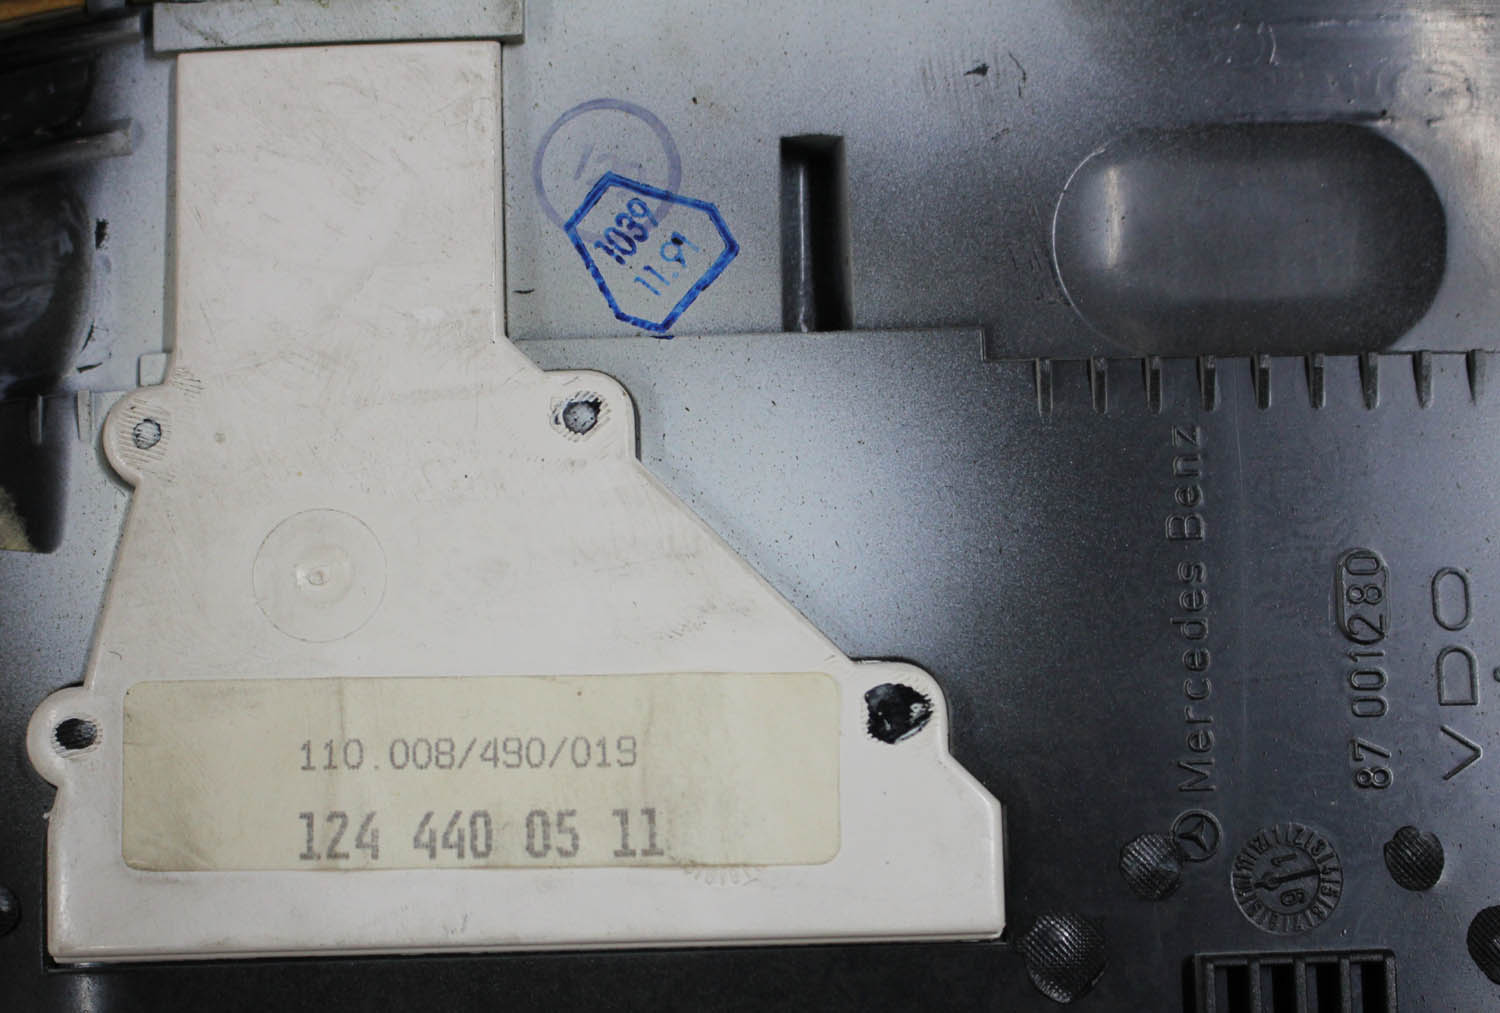 1039
11.91
110.008/490/019
124 440 05 11
Mercedes Benz
87 001280
VDO